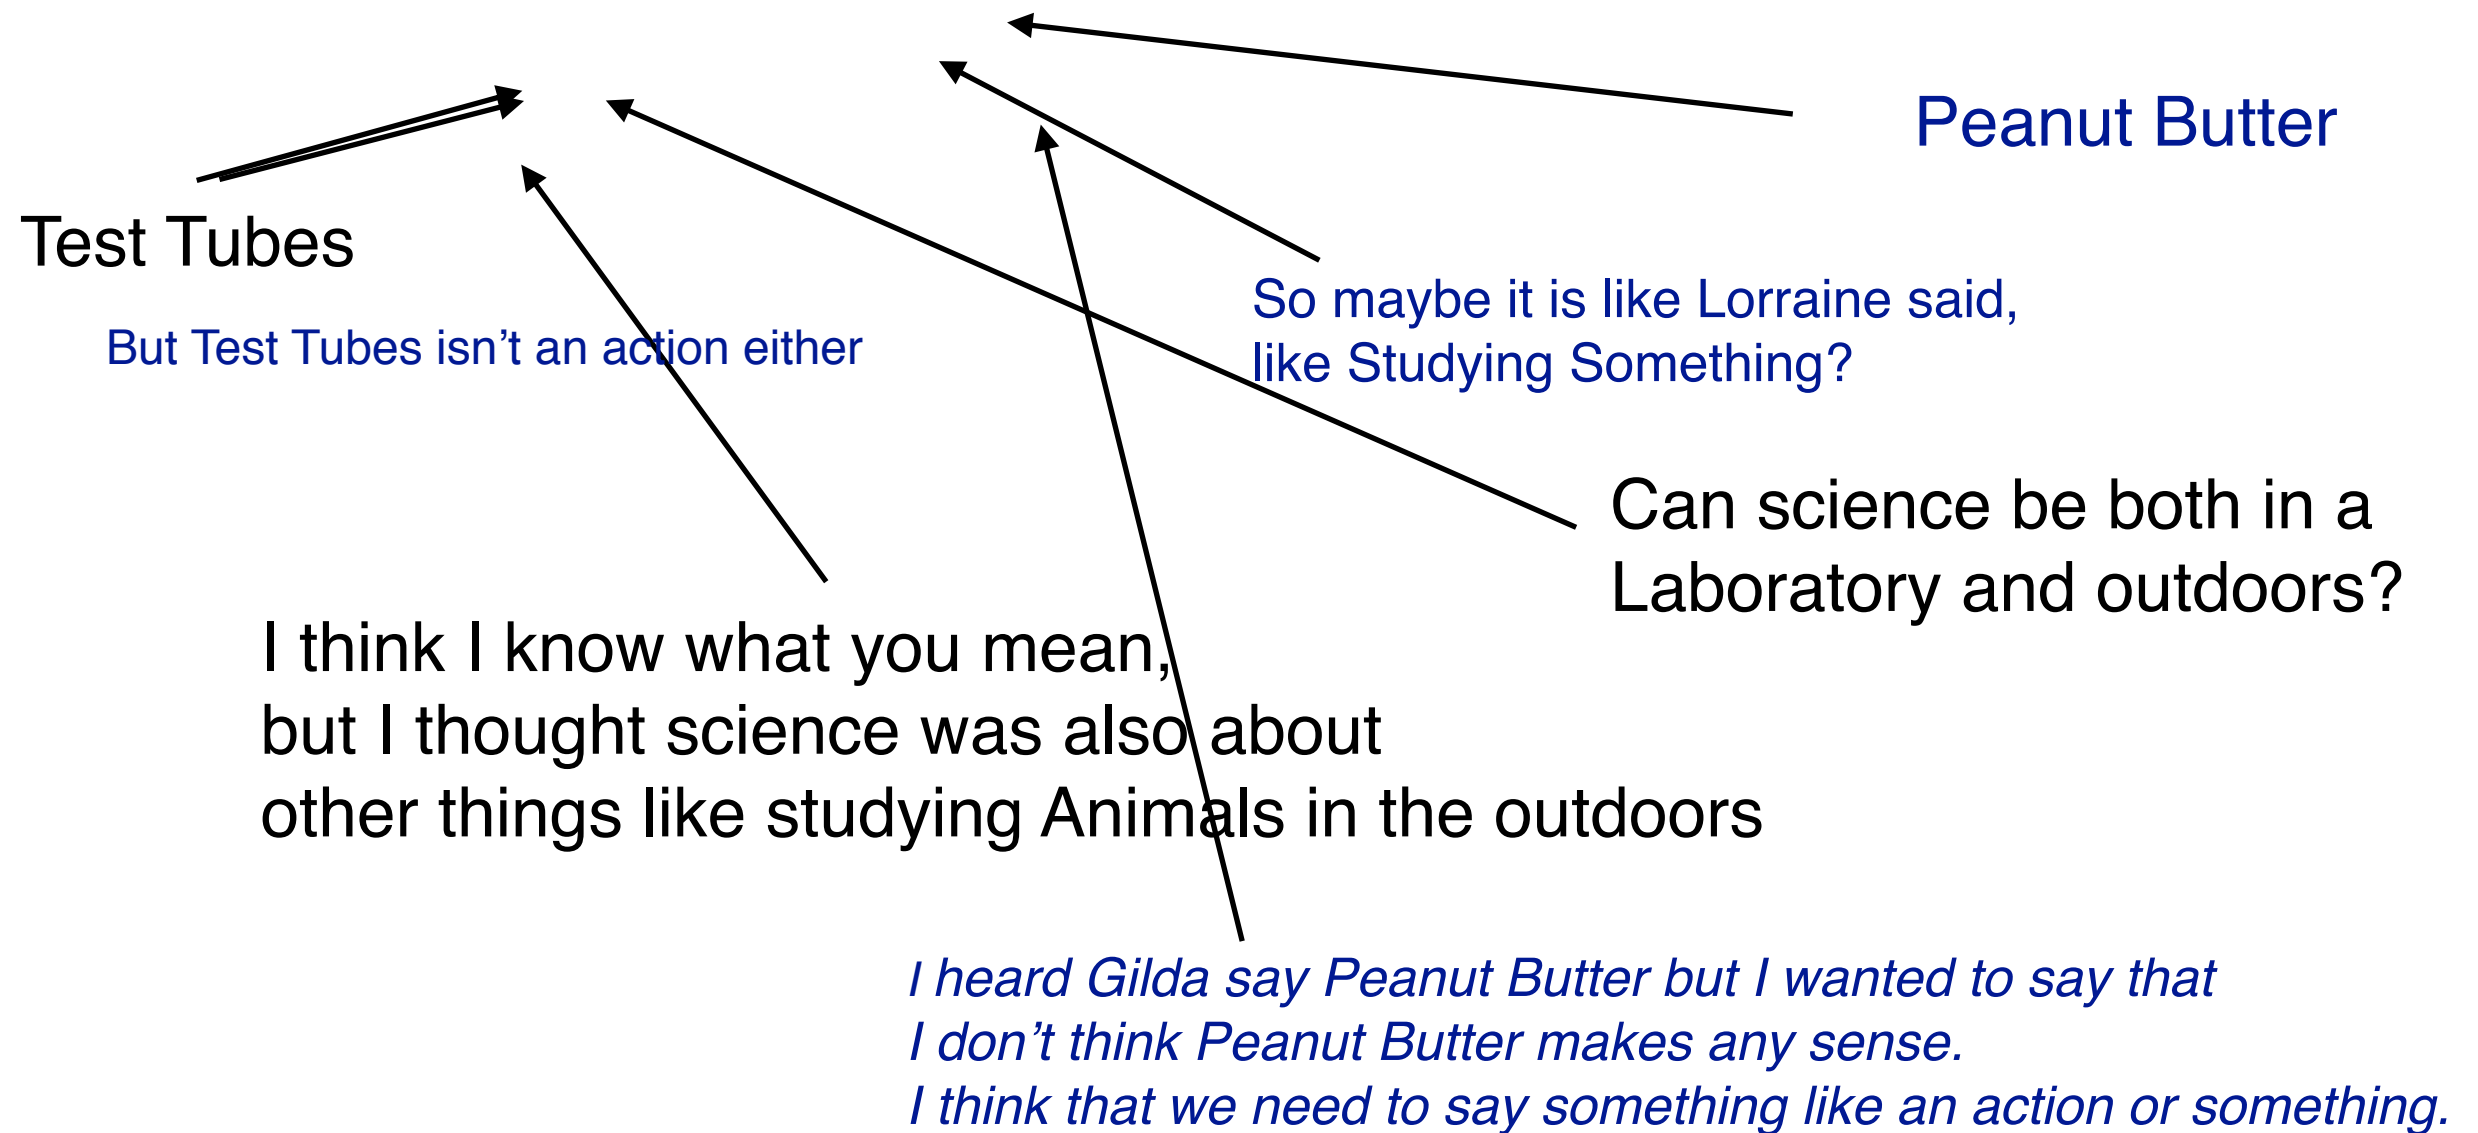 Peanut Butter
Test Tubes
But Test Tubes isn’t an action either
So maybe it is like Lorraine said,
like Studying Something?
Can science be both in a
Laboratory and outdoors?
I think I know what you mean,
but I thought science was also about
other things like studying Animals in the outdoors
I heard Gilda say Peanut Butter but I wanted to say that
I don’t think Peanut Butter makes any sense.
I think that we need to say something like an action or something.